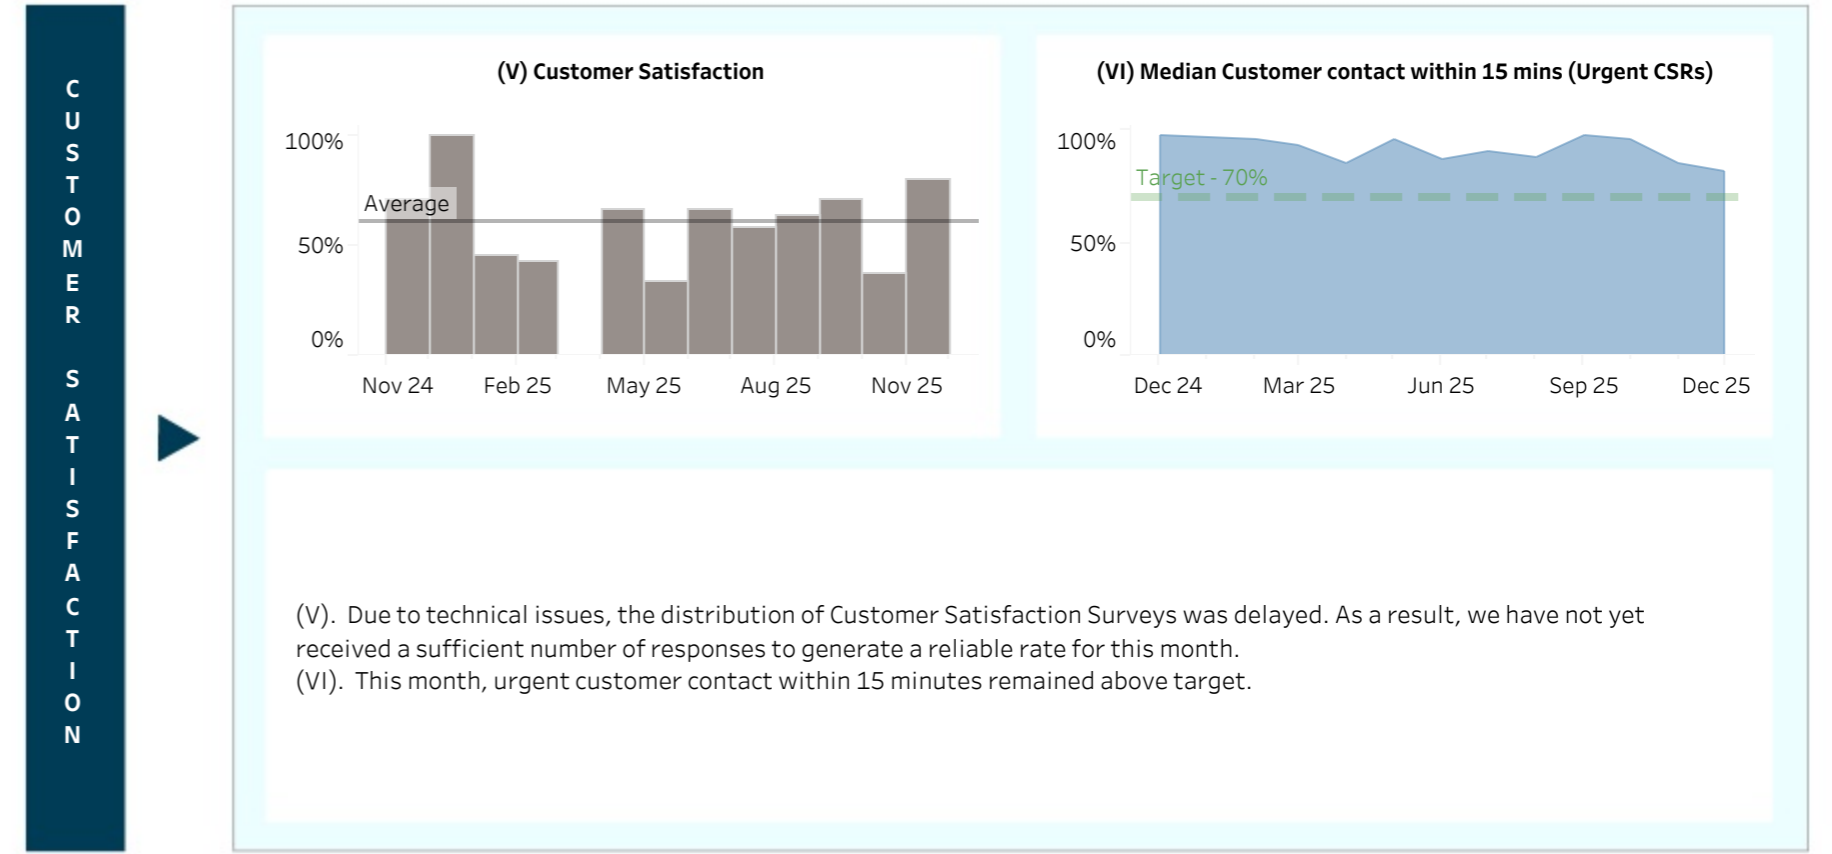 CUSTOMER SATISFACTION
(V) Customer Satisfaction
100%
50%
0%
Average
Nov 24 Feb 25 May 25 Aug 25 Nov 25
(VI) Median Customer contact within 15 mins (Urgent CSRs)
100%
50%
0%
Target - 70%
Dec 24 Mar 25 Jun 25 Sep 25 Dec 25
(V). Due to technical issues, the distribution of Customer Satisfaction Surveys was delayed. As a result, we have not yet
received a sufficient number of responses to generate a reliable rate for this month.
(VI). This month, urgent customer contact within 15 minutes remained above target.